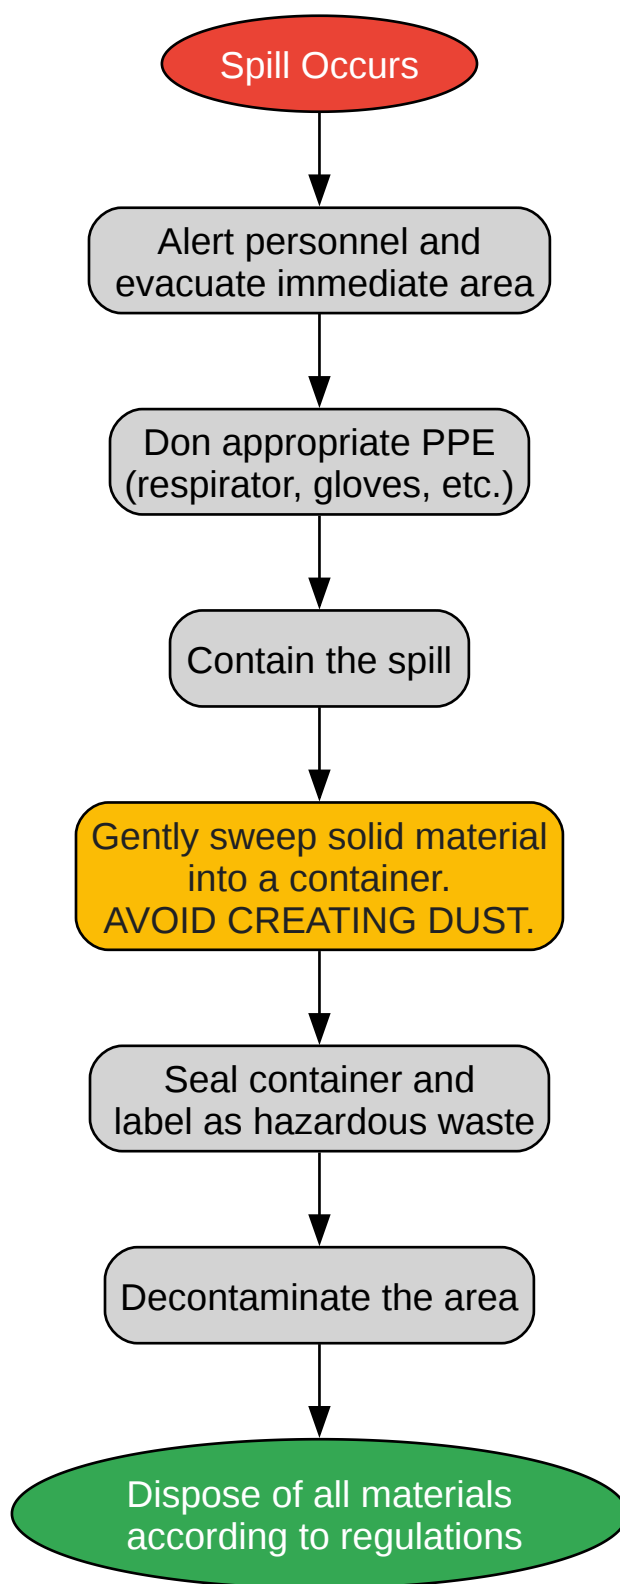 Spill Occurs
Alert personnel and
evacuate immediate area
Don appropriate PPE
(respirator, gloves, etc.)
Contain the spill
Gently sweep solid material
into a container.
AVOID CREATING DUST.
Seal container and
label as hazardous waste
Decontaminate the area
Dispose of all materials
according to regulations